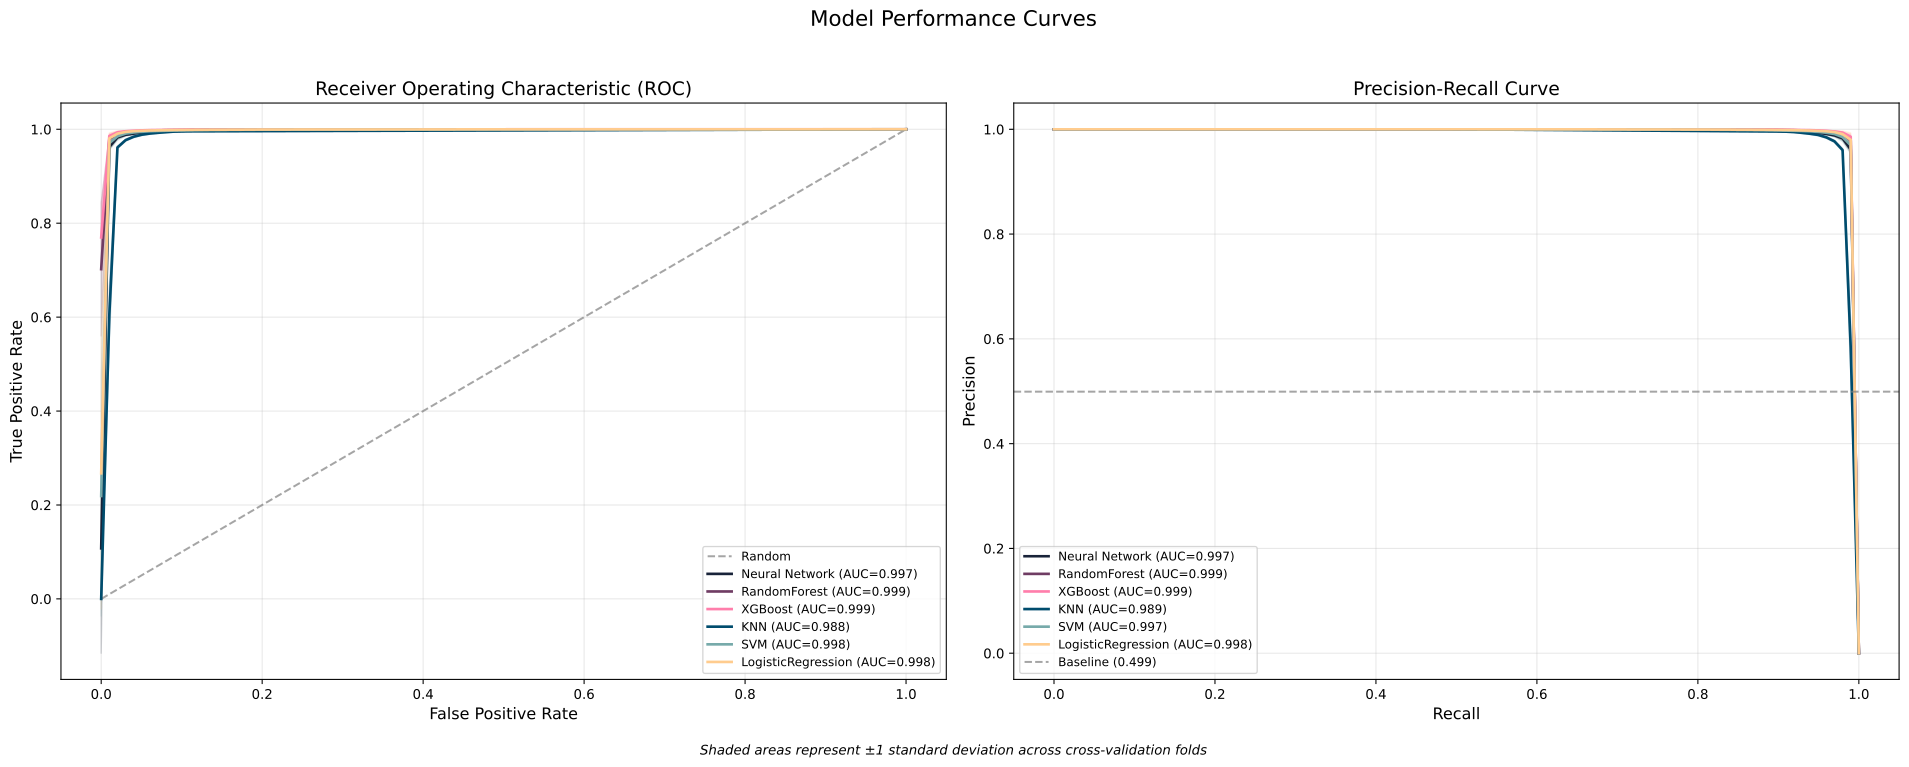 Model Performance Curves
Receiver Operating Characteristic (ROC)
True Positive Rate
1.0
0.8
0.6
0.4
0.2
0.0
Random
Neural Network (AUC=0.997)
RandomForest (AUC=0.999)
XGBoost (AUC=0.999)
KNN (AUC=0.988)
SVM (AUC=0.998)
LogisticRegression (AUC=0.998)
0.0 0.2 0.4 0.6 0.8 1.0
False Positive Rate
Precision-Recall Curve
Precision
1.0
0.8
0.6
0.4
0.2
0.0
Neural Network (AUC=0.997)
RandomForest (AUC=0.999)
XGBoost (AUC=0.999)
KNN (AUC=0.989)
SVM (AUC=0.997)
LogisticRegression (AUC=0.998)
Baseline (0.499)
0.0 0.2 0.4 0.6 0.8 1.0
Recall
Shaded areas represent ±1 standard deviation across cross-validation folds